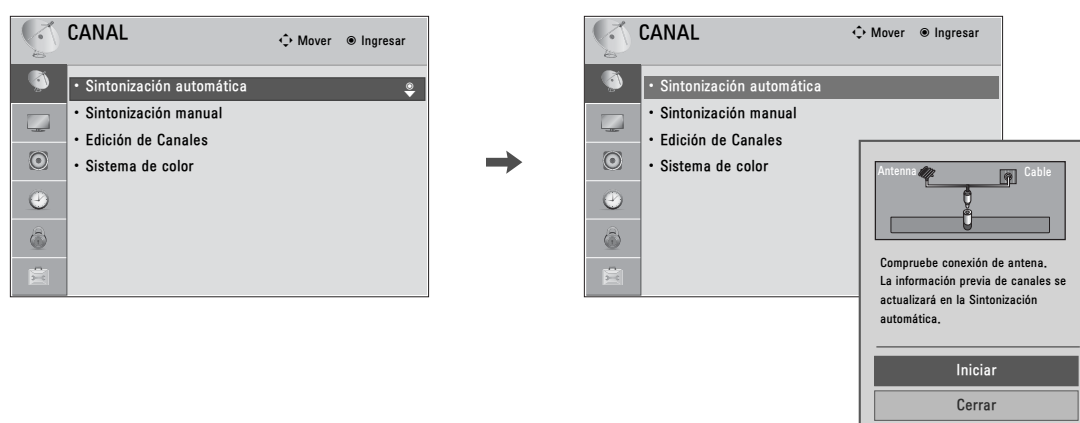 CANAL
Mover Ingresar
• Sintonización automática
• Sintonización manual
• Edición de Canales
• Sistema de color
CANAL
Mover Ingresar
• Sintonización automática
• Sintonización manual
• Edición de Canales
• Sistema de color
Antenna Cable
Compruebe conexión de antena.
La información previa de canales se
actualizará en la Sintonización
automática.
Iniciar
Cerrar